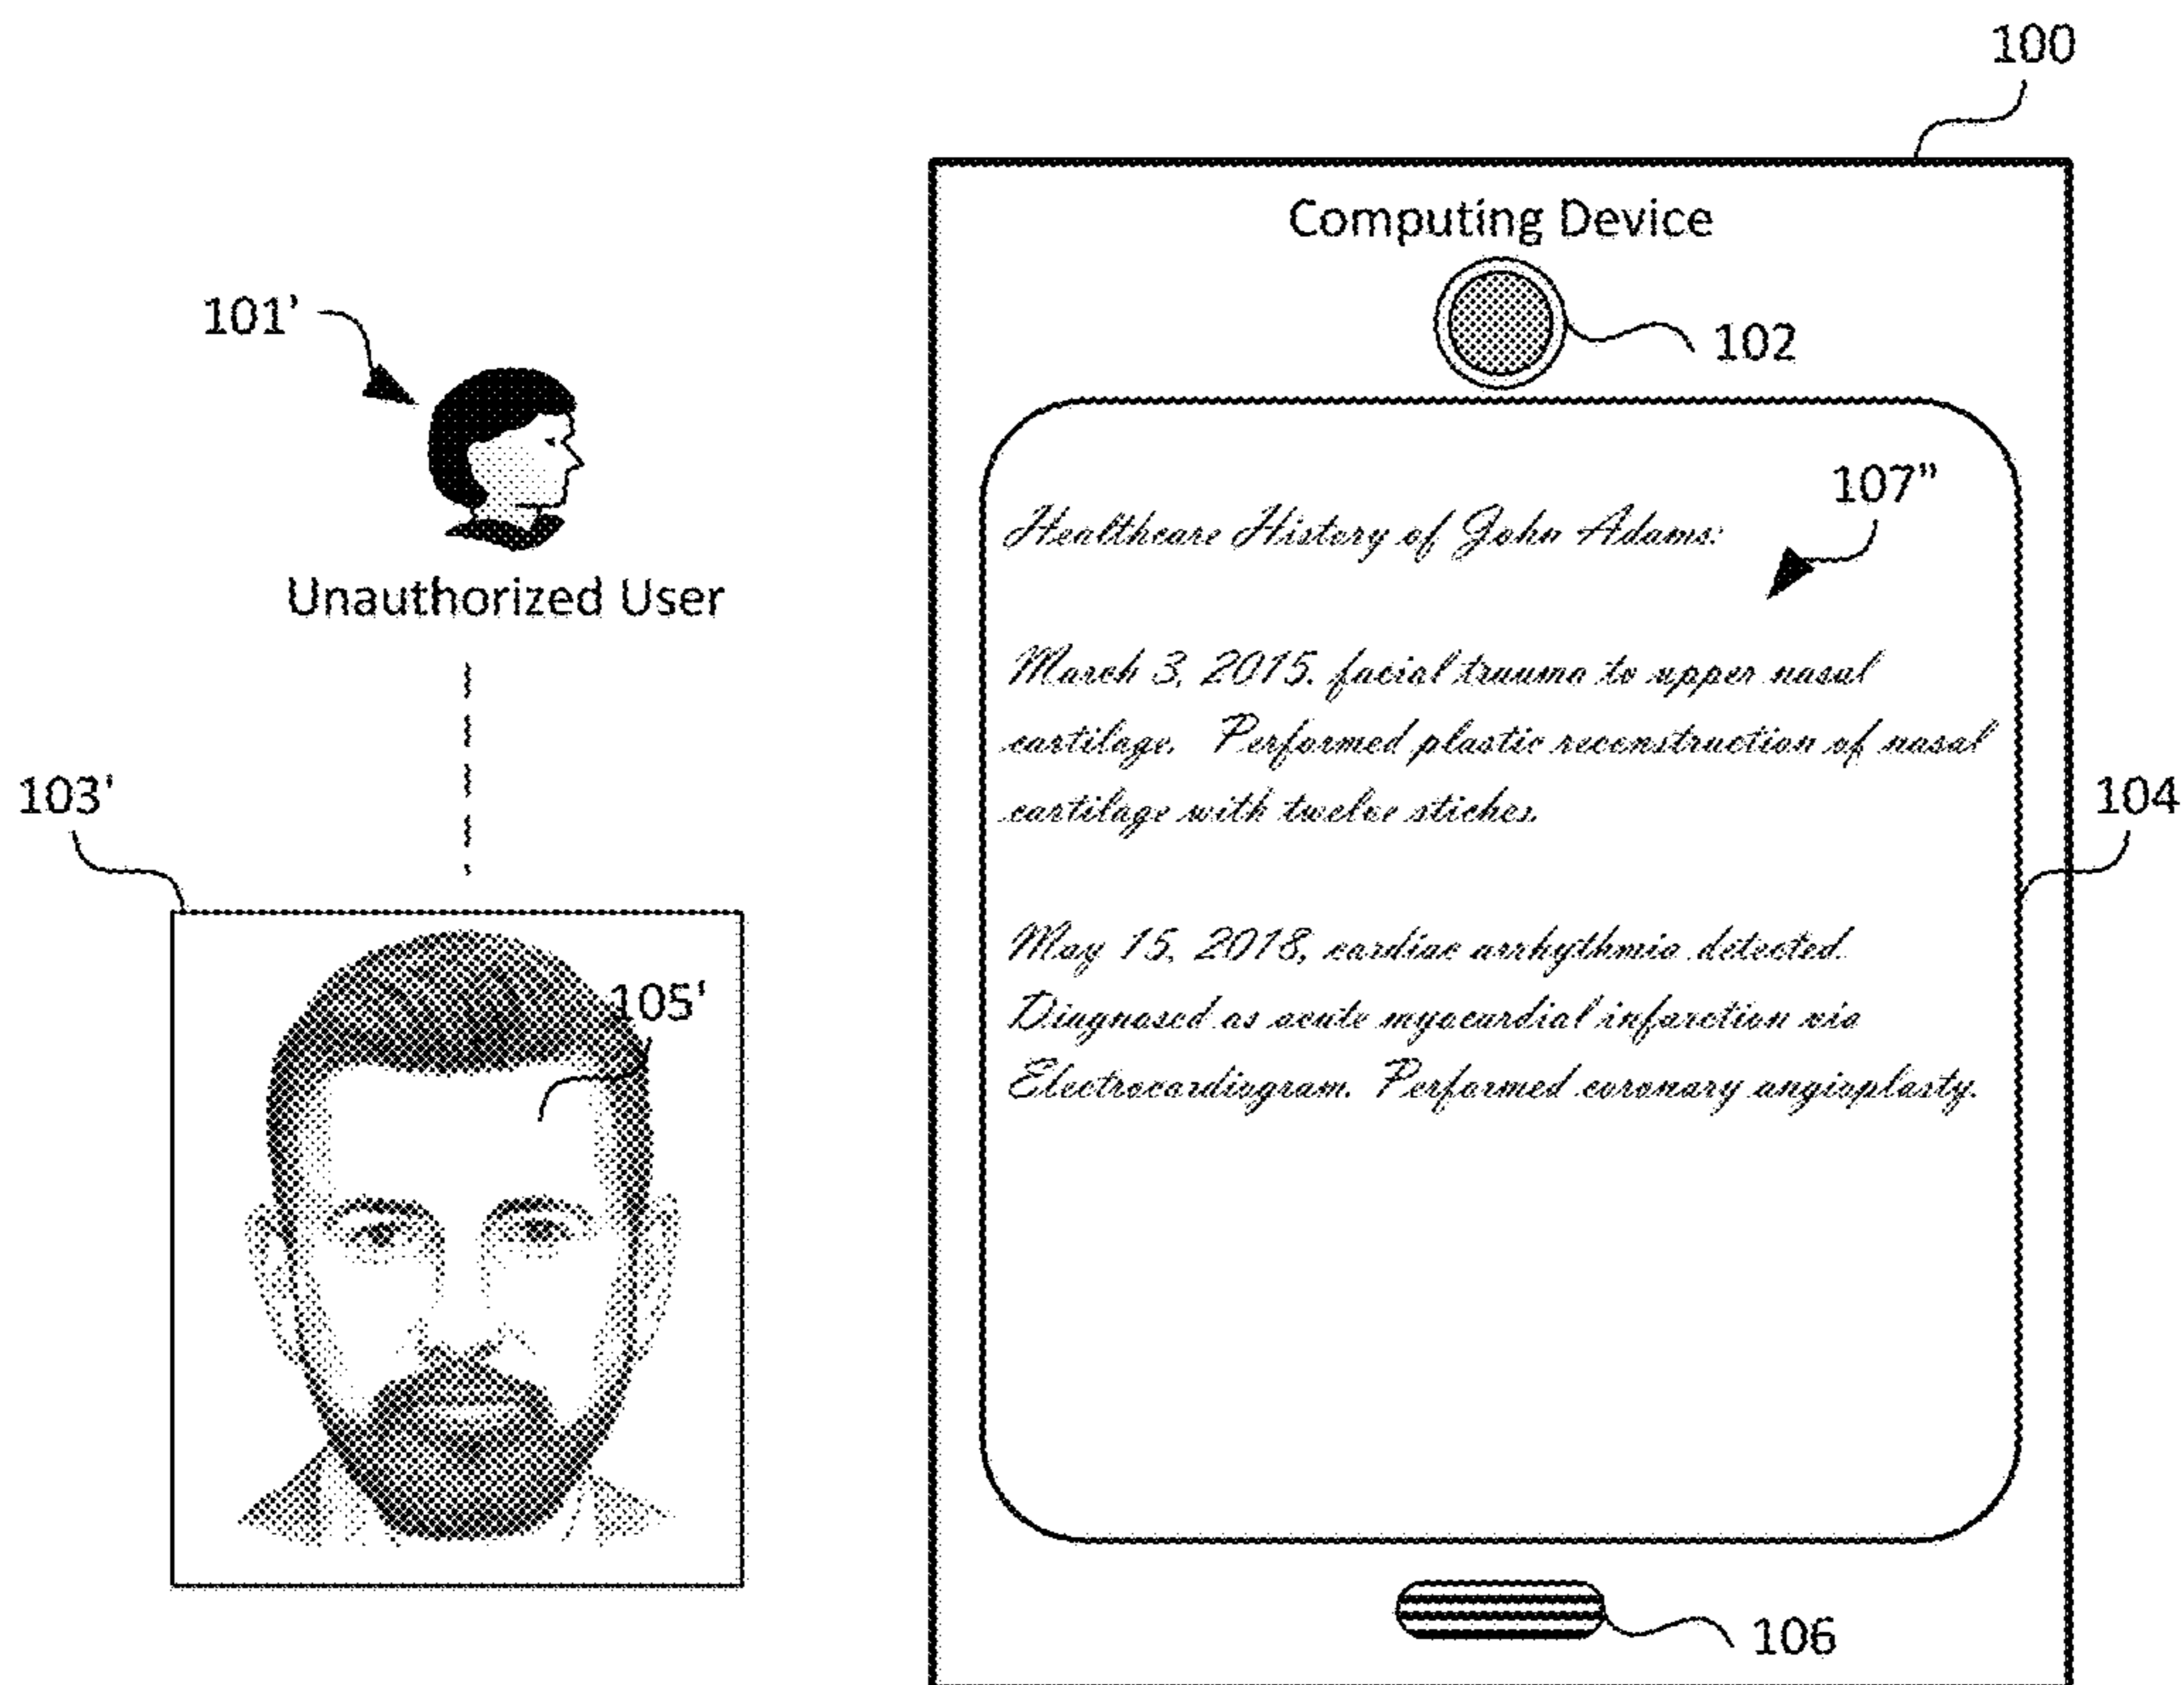 100
Computing Device
101'
102
107"
Healthcare History of John Adams:
Unauthorized User
March 3, 2015. facial trauma to upper nasal
cartilage. Performed plastic reconstruction of nasal
103'
104
cartilage with twelve stiches.
May 15, 2018, cardiac arrhythmia detected.
105'
Diagnosed as acute myocardial infarction via
Electrocardiogram. Performed coronary angioplasty.
106